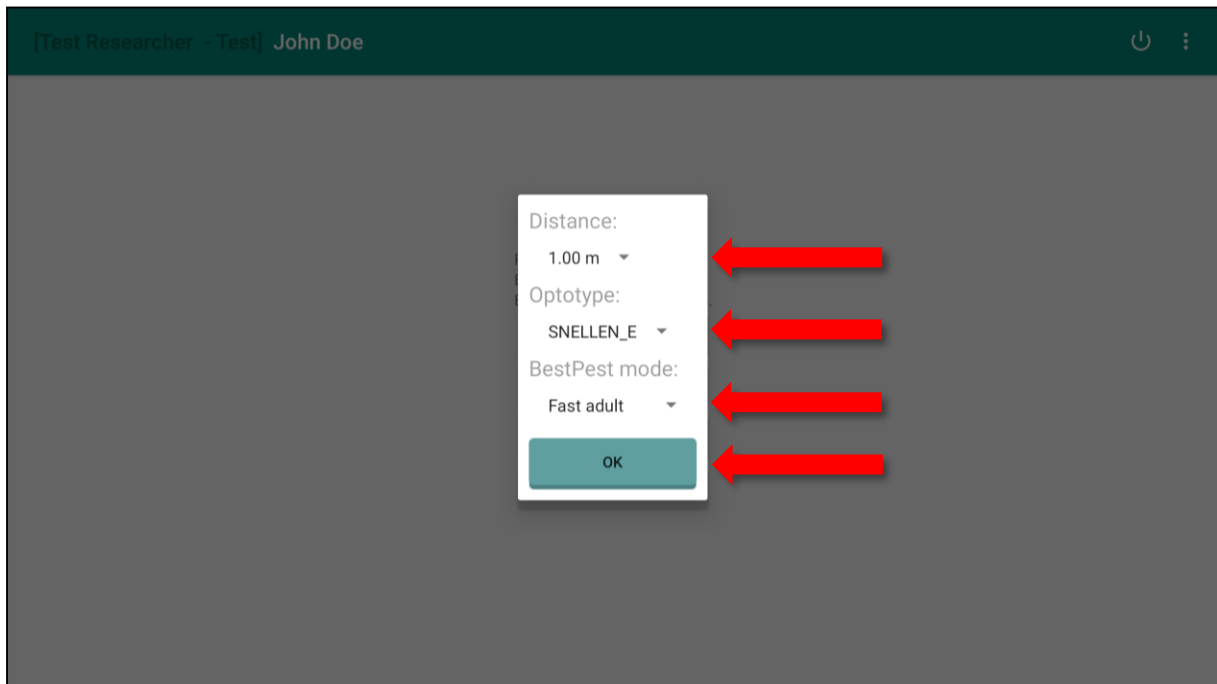 [Test Researcher - Test] John Doe
Distance:
1.00 m
Optotype:
SNELLEN_E
BestPest mode:
Fast adult
OK